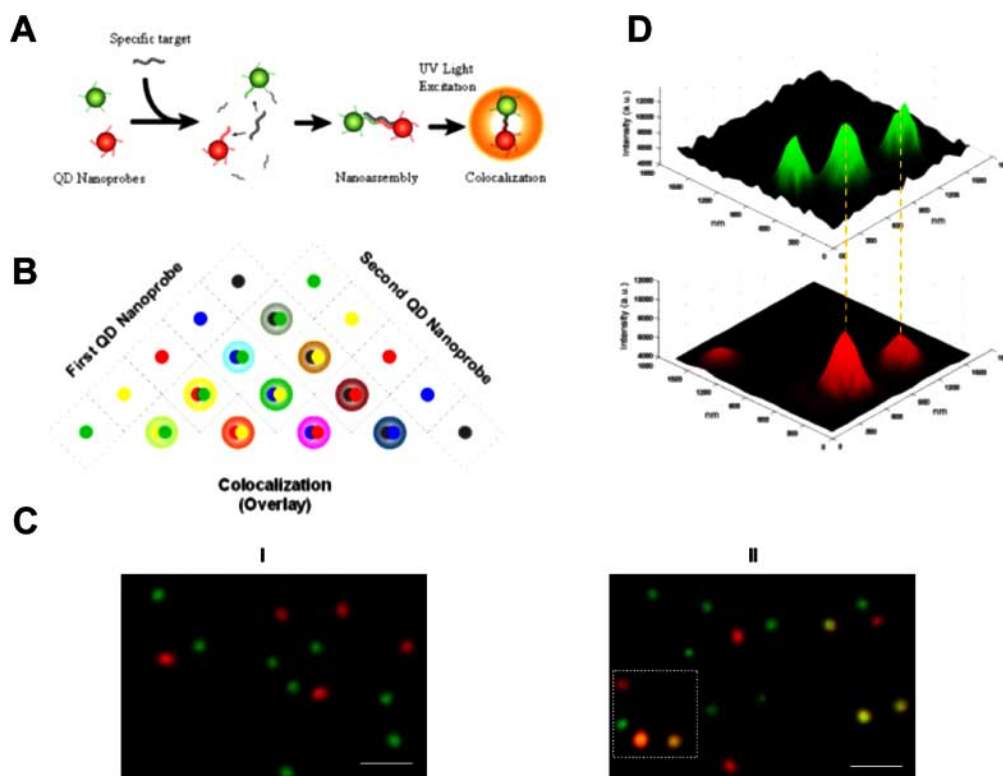 A
Specific target
QD Nanoprobes
UV Light
Excitation
Nanoassembly
Colocalization
B
First QD Nanoprobe
Second QD Nanoprobe
Colocalization
(Overlay)
C
I
II
D
Intensity (a.u.)
nm
nm
Intensity (a.u.)
nm
nm